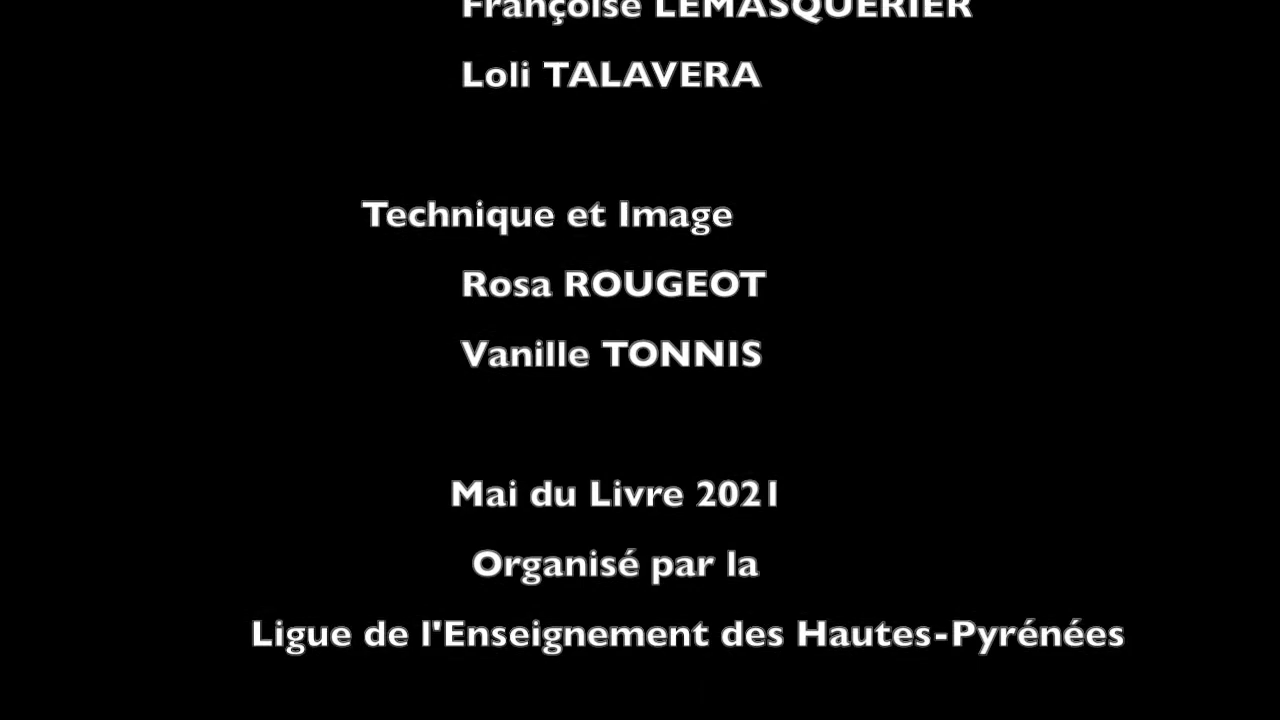 Françoise LEMASQUERIER
Loli TALAVERA
Technique et Image
Rosa ROUGEOT
Vanille TONNIS
Mai du Livre 2021
Organisé par la
Ligue de l'Enseignement des Hautes-Pyrénées